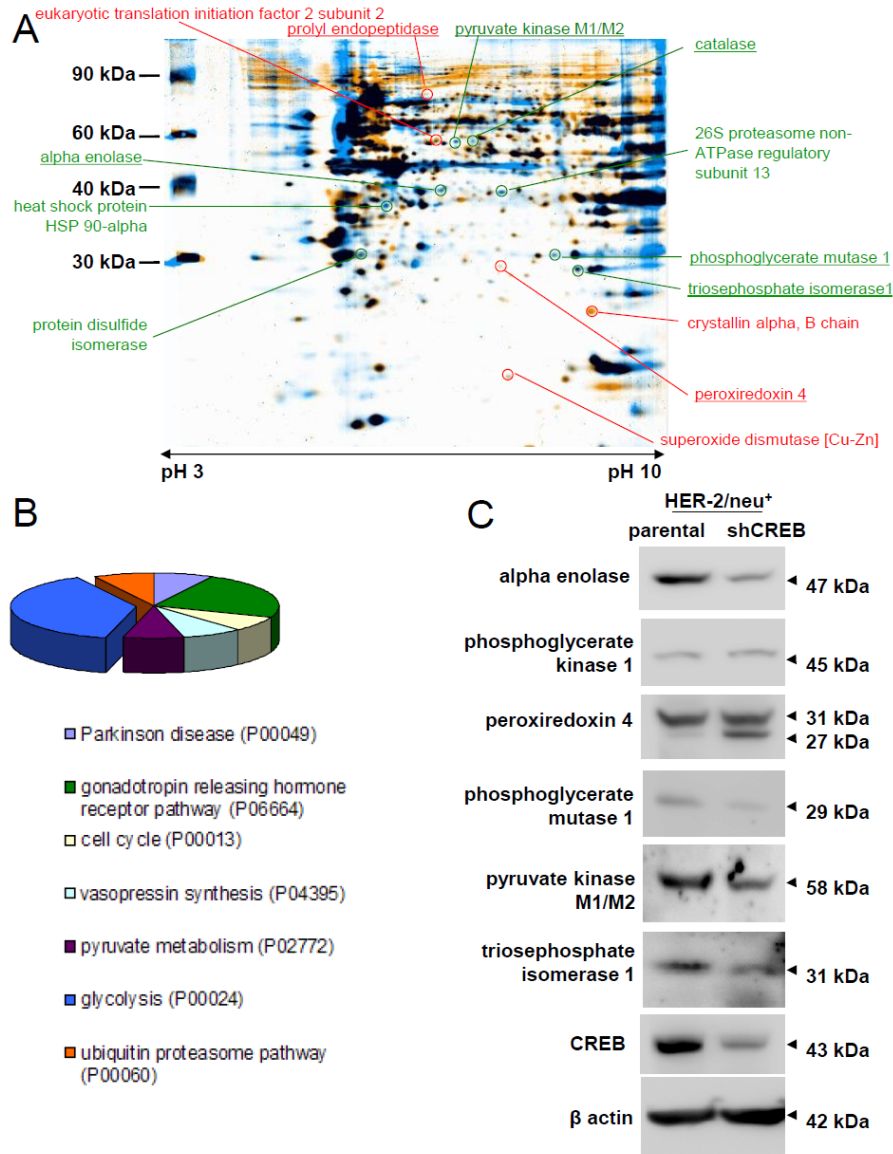 eukaryotic translation initiation factor 2 subunit 2
A
prolyl endopeptidase
pyruvate kinase M1/M2
catalase
90 kDa
60 kDa
26S proteasome non-
ATPase regulatory
subunit 13
alpha enolase
40 kDa
heat shock protein
HSP 90-alpha
30 kDa
phosphoglycerate mutase 1
triosephosphate isomerase1
protein disulfide
isomerase
crystallin alpha, B chain
peroxiredoxin 4
superoxide dismutase [Cu-Zn]
pH 3
pH 10
B
Parkinson disease (P00049)
gonadotropin releasing hormone
receptor pathway (P06664)
cell cycle (P00013)
vasopressin synthesis (P04395)
pyruvate metabolism (P02772)
glycolysis (P00024)
ubiquitin proteasome pathway
(P00060)
C
HER-2/neu+
parental shCREB
alpha enolase
47 kDa
phosphoglycerate
kinase 1
45 kDa
peroxiredoxin 4
31 kDa
27 kDa
phosphoglycerate
mutase 1
29 kDa
pyruvate kinase
M1/M2
58 kDa
triosephosphate
isomerase 1
31 kDa
CREB
43 kDa
β actin
42 kDa